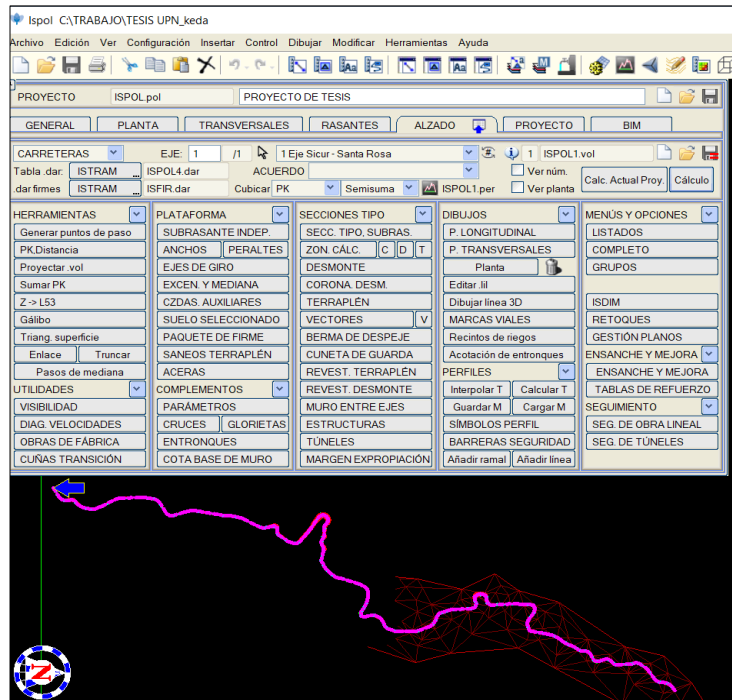 Ispol C:\TRABAJO\TESIS UPN_keda
Archivo Edición Ver Configuración Insertar Control Dibujar Modificar Herramientas Ayuda
PROYECTO ISPOL.pol PROYECTO DE TESIS
GENERAL PLANTA TRANSVERSALES RASANTES ALZADO PROYECTO BIM
CARRETERAS EJE: 1 /1 1 Eje Sicur - Santa Rosa 1 ISPOL1.vol
Tabla .dar: ISTRAM ... ISPOL4.dar ACUERDO Ver núm. Calc. Actual Proy. Cálculo
.dar firmes ISTRAM ... ISFIR.dar Cubicar PK Semisuma ISPOL1.per Ver planta
HERRAMIENTAS PLATAFORMA SECCIONES TIPO DIBUJOS MENÚS Y OPCIONES
Generar puntos de paso SUBRASANTE INDEP. SECC. TIPO, SUBRAS. P. LONGITUDINAL LISTADOS
PK,Distancia ANCHOS PERALTES ZON. CÁLC. C D T P. TRANSVERSALES COMPLETO
Proyectar .vol EJES DE GIRO DESMONTE Planta GRUPOS
Sumar PK EXCEN. Y MEDIANA CORONA. DESM. Editar .lil
Z -> L53 CZDAS. AUXILIARES TERRAPLÉN Dibujar línea 3D ISDIM
Gálibo SUELO SELECCIONADO VECTORES V MARCAS VIALES RETOQUES
Triang. superficie PAQUETE DE FIRME BERMA DE DESPEJE Recintos de riegos GESTIÓN PLANOS
Enlace Truncar SANEOS TERRAPLÉN CUNETA DE GUARDA Acotación de entronques ENSANCHE Y MEJORA
Pasos de mediana ACERAS REVEST. TERRAPLÉN PERFILES ENSANCHE Y MEJORA
UTILIDADES COMPLEMENTOS REVEST. DESMONTE Interpolar T Calcular T TABLAS DE REFUERZO
VISIBILIDAD PARÁMETROS MURO ENTRE EJES Guardar M Cargar M SEGUIMIENTO
DIAG. VELOCIDADES CRUCES GLORIETAS ESTRUCTURAS SÍMBOLOS PERFIL SEG. DE OBRA LINEAL
OBRAS DE FÁBRICA ENTRONQUES TÚNELES BARRERAS SEGURIDAD SEG. DE TÚNELES
CUÑAS TRANSICIÓN COTA BASE DE MURO MARGEN EXPROPIACIÓN Añadir ramal Añadir línea
N